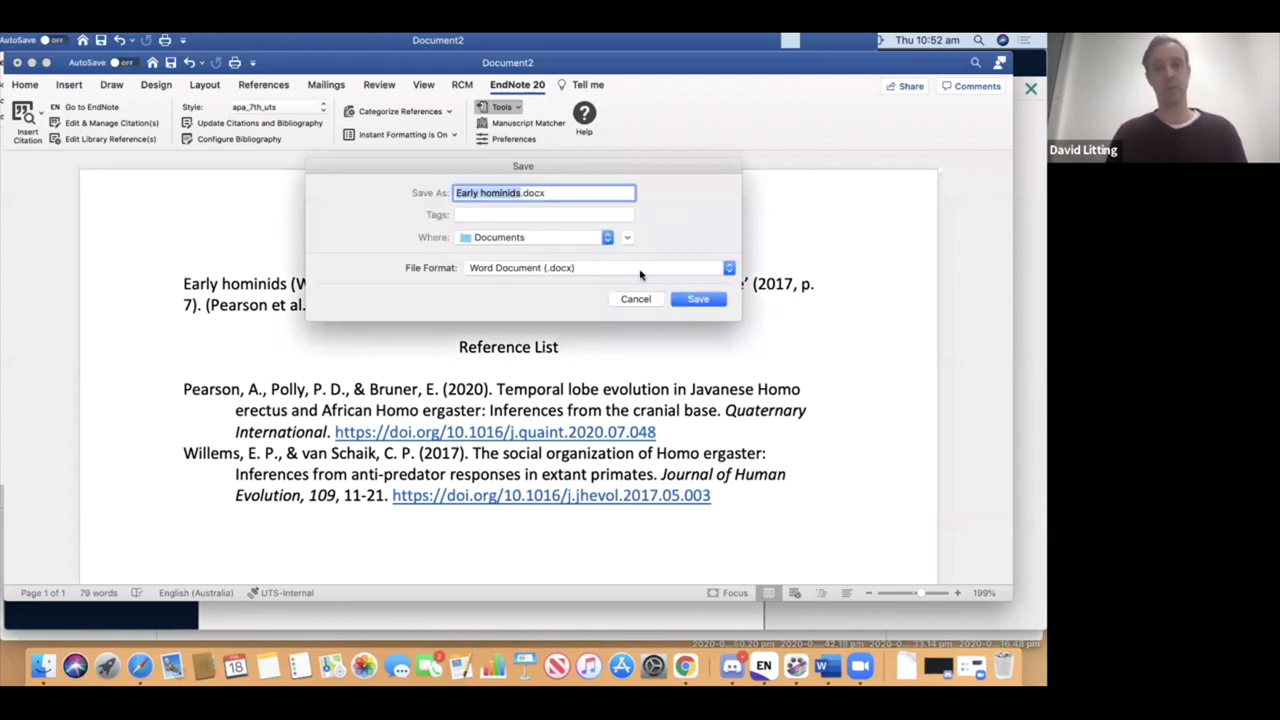 AutoSave OFF
Document2
Thu 10:52 am
AutoSave OFF
Document2
Home Insert Draw Design Layout References Mailings Review View RCM EndNote 20 Tell me
Share Comments
Insert Citation
EN Go to EndNote
Edit & Manage Citation(s)
Edit Library Reference(s)
Style: apa_7th_uts
Update Citations and Bibliography
Configure Bibliography
Categorize References
Instant Formatting is On
Tools
Manuscript Matcher
Preferences
Help
David Litting
Save
Save As: Early hominids.docx
Tags:
Where: Documents
File Format: Word Document (.docx)
Cancel Save
Early hominids (W
e’ (2017, p.
7). (Pearson et al.
Reference List
Pearson, A., Polly, P. D., & Bruner, E. (2020). Temporal lobe evolution in Javanese Homo
erectus and African Homo ergaster: Inferences from the cranial base. Quaternary
International. https://doi.org/10.1016/j.quaint.2020.07.048
Willems, E. P., & van Schaik, C. P. (2017). The social organization of Homo ergaster:
Inferences from anti-predator responses in extant primates. Journal of Human
Evolution, 109, 11-21. https://doi.org/10.1016/j.jhevol.2017.05.003
Page 1 of 1 79 words English (Australia) UTS-Internal Focus 199%
18
2
EN
W